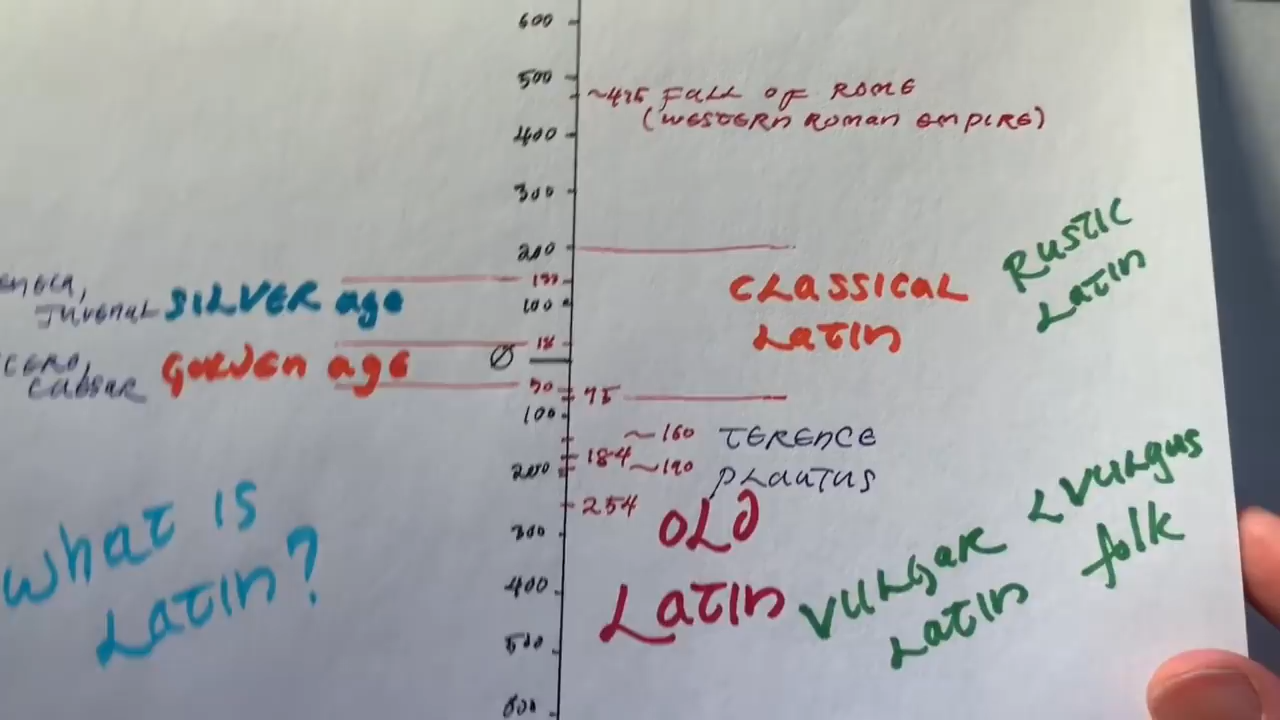 600
500
~475 FALL OF ROME
(WESTERN ROMAN EMPIRE)
400
300
RUSTIC
LATIN
200
CLASSICAL
LATIN
JUVENAL SILVER age
100
18
Ø
GOLDEN age
CAESAR
50
75
100
~160 TERENCE
184
~190 PLAUTUS
200
254
300
OLD
LATIN
400
500
600
VULGAR
LATIN
< VULGUS
folk
What IS
LATIN?